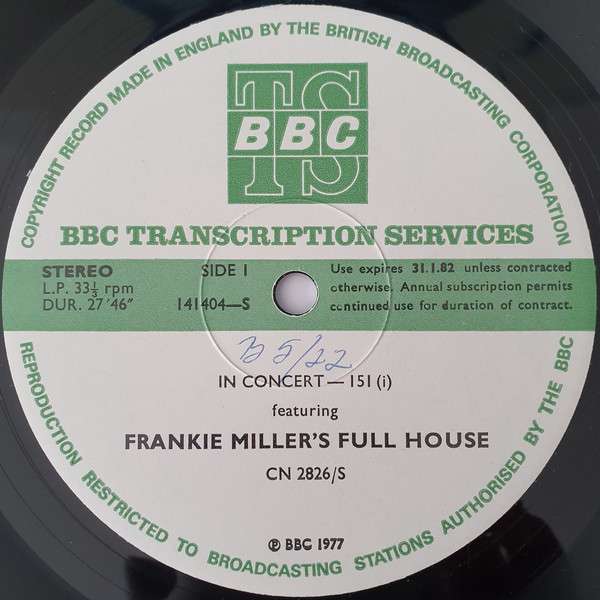 COPYRIGHT RECORD MADE IN ENGLAND BY THE BRITISH BROADCASTING CORPORATION
TS
BBC
BBC TRANSCRIPTION SERVICES
STEREO SIDE 1
L.P. 33⅓ rpm
DUR. 27'46" 141404—S
Use expires 31.1.82 unless contracted
otherwise. Annual subscription permits
continued use for duration of contract.
B 5/22
IN CONCERT — 151 (i)
featuring
FRANKIE MILLER'S FULL HOUSE
CN 2826/S
℗ BBC 1977
REPRODUCTION RESTRICTED TO BROADCASTING STATIONS AUTHORISED BY THE BBC